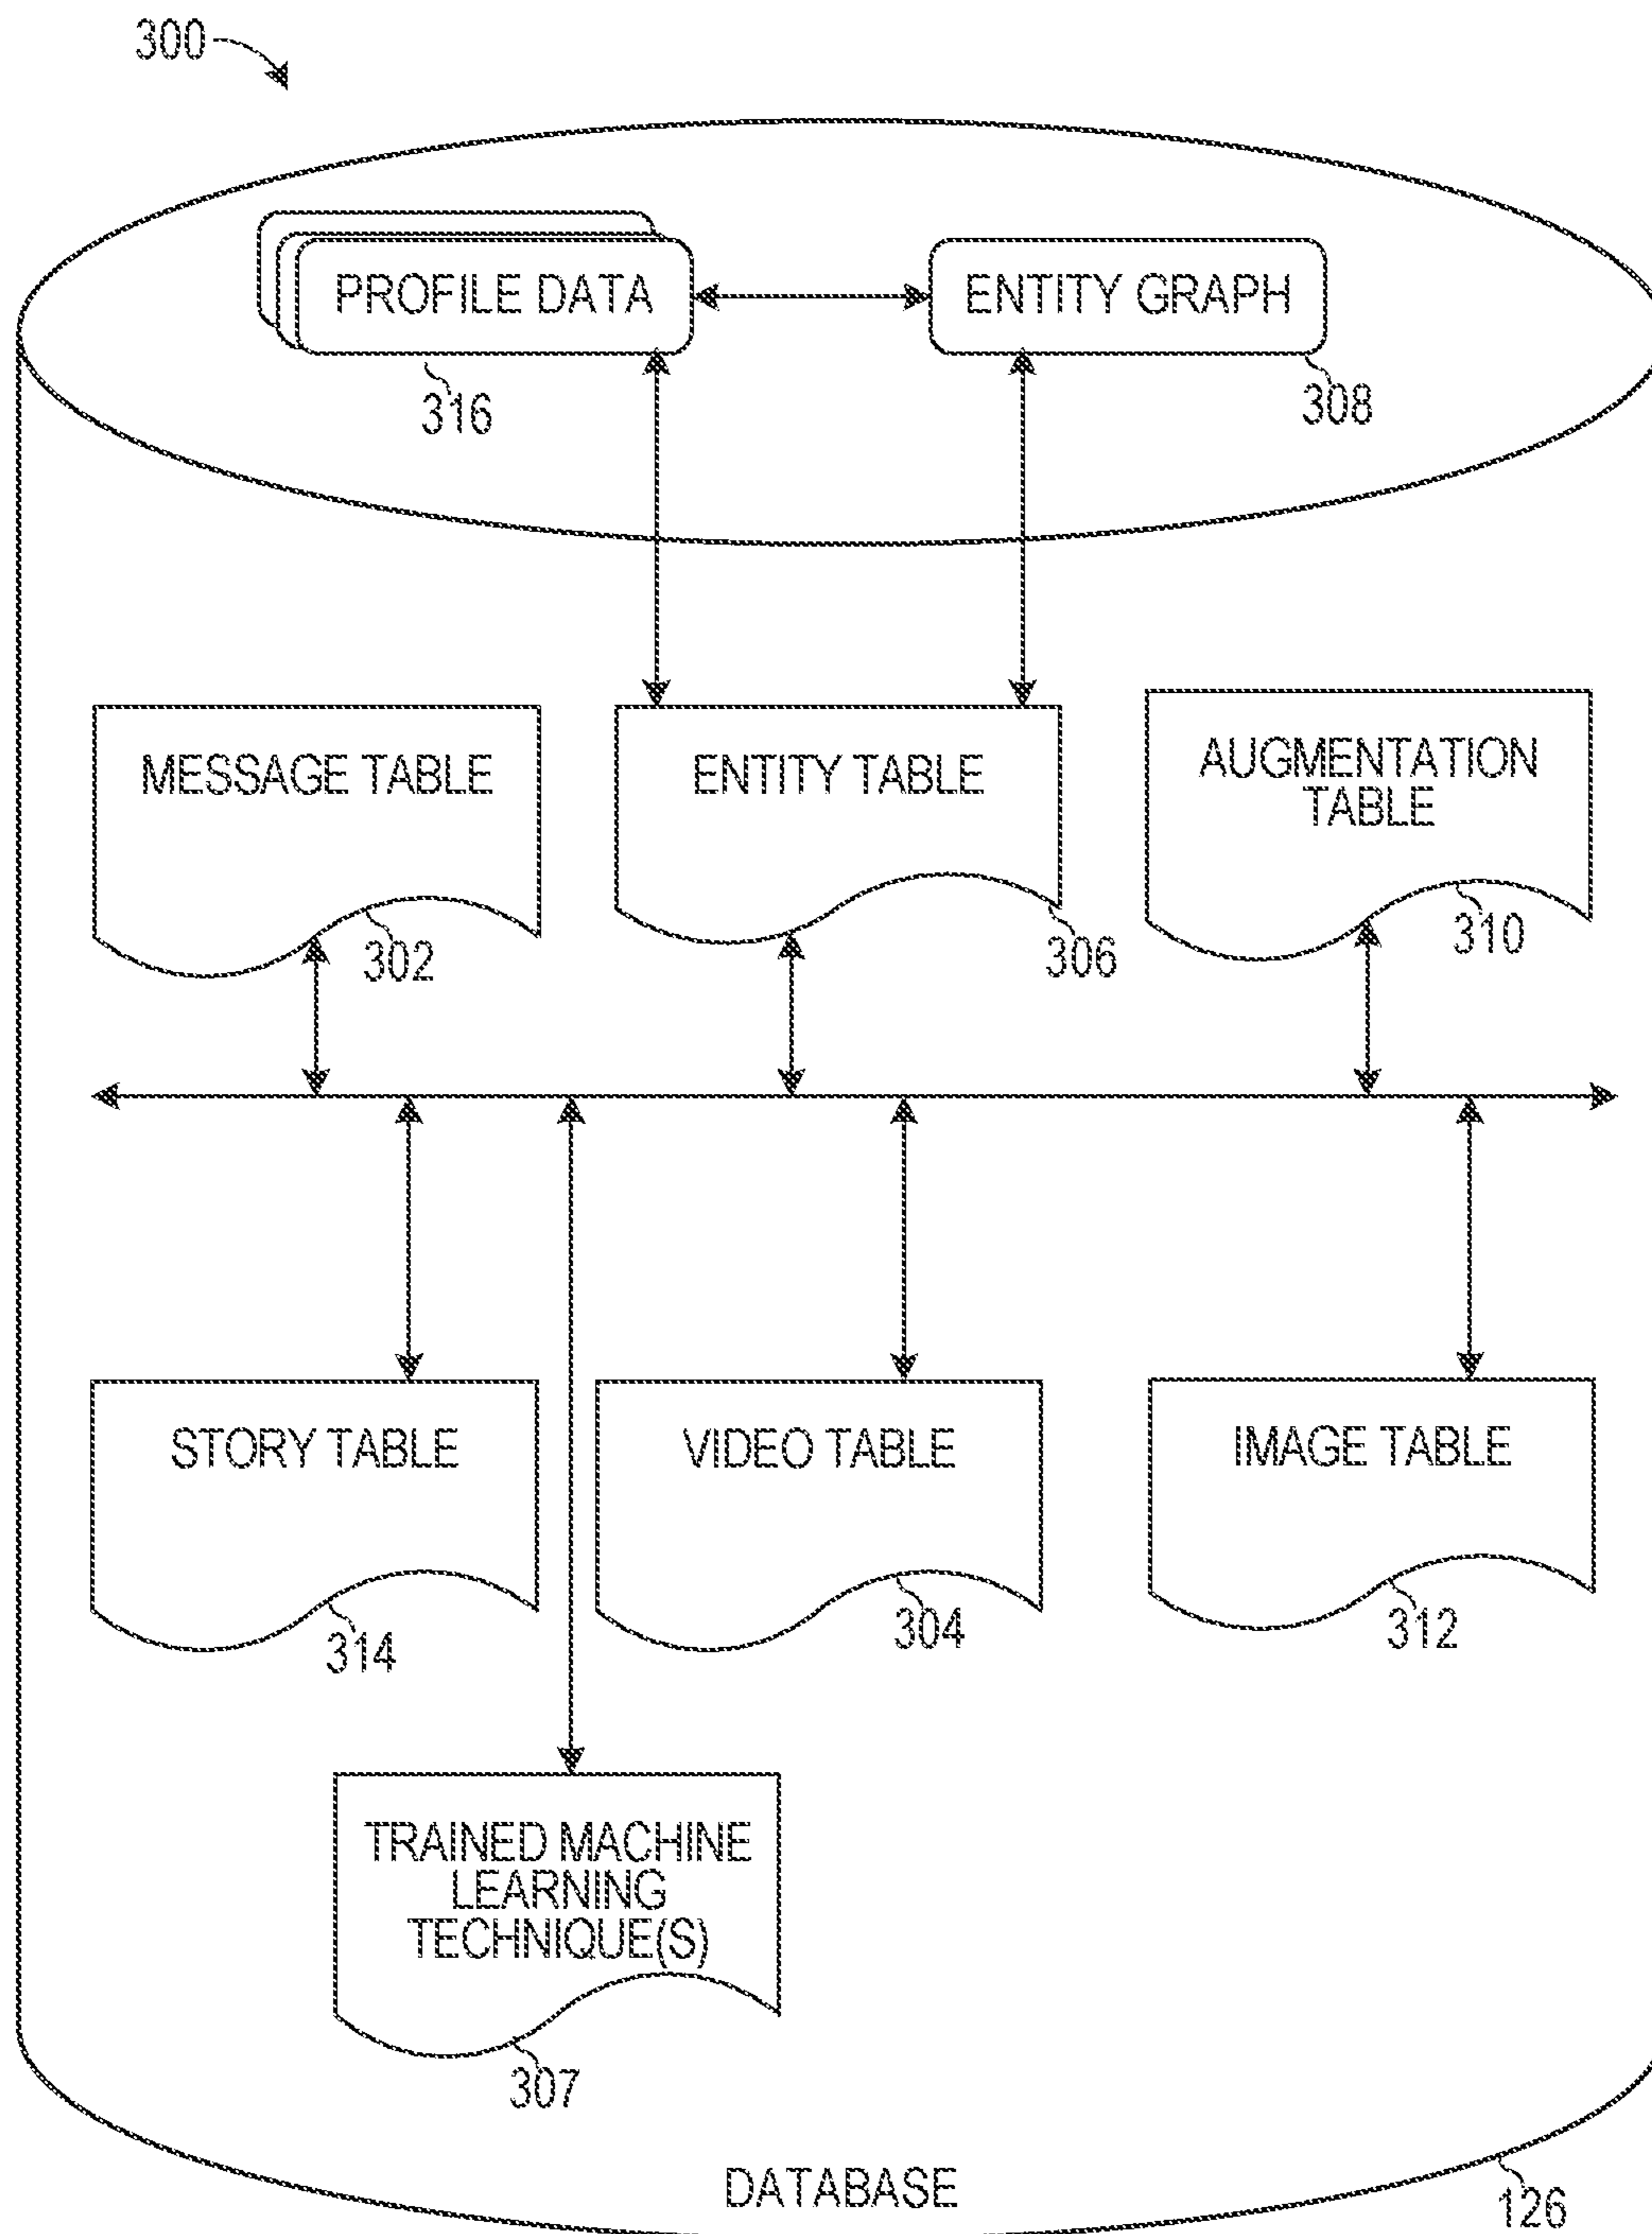 300
PROFILE DATA
ENTITY GRAPH
316
308
MESSAGE TABLE
ENTITY TABLE
AUGMENTATION
TABLE
302
306
310
STORY TABLE
VIDEO TABLE
IMAGE TABLE
314
304
312
TRAINED MACHINE
LEARNING
TECHNIQUE(S)
307
DATABASE
126